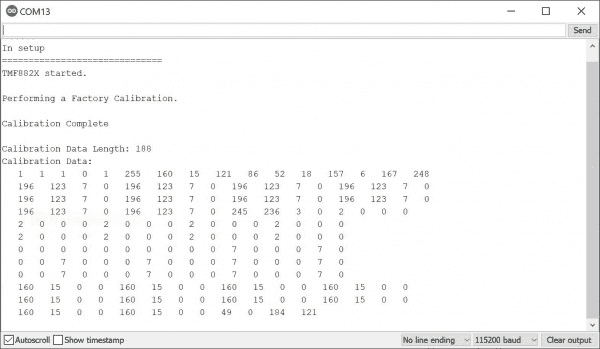 COM13
Send
In setup
==============================
TMF882X started.
Performing a Factory Calibration.
Calibration Complete
Calibration Data Length: 188
Calibration Data:
1 1 1 0 1 255 160 15 121 86 52 18 157 6 167 248
196 123 7 0 196 123 7 0 196 123 7 0 196 123 7 0
196 123 7 0 196 123 7 0 196 123 7 0 196 123 7 0
196 123 7 0 196 123 7 0 245 236 3 0 2 0 0 0
2 0 0 0 2 0 0 0 2 0 0 0 2 0 0 0
2 0 0 0 2 0 0 0 2 0 0 0 2 0 0 0
0 0 0 0 0 0 0 0 0 0 7 0 0 0 7 0
0 0 7 0 0 0 7 0 0 0 7 0 0 0 7 0
0 0 7 0 0 0 7 0 0 0 7 0 0 0 7 0
160 15 0 0 160 15 0 0 160 15 0 0 160 15 0 0
160 15 0 0 160 15 0 0 160 15 0 0 160 15 0 0
160 15 0 0 160 15 0 0 49 0 184 121
Autoscroll Show timestamp No line ending 115200 baud Clear output